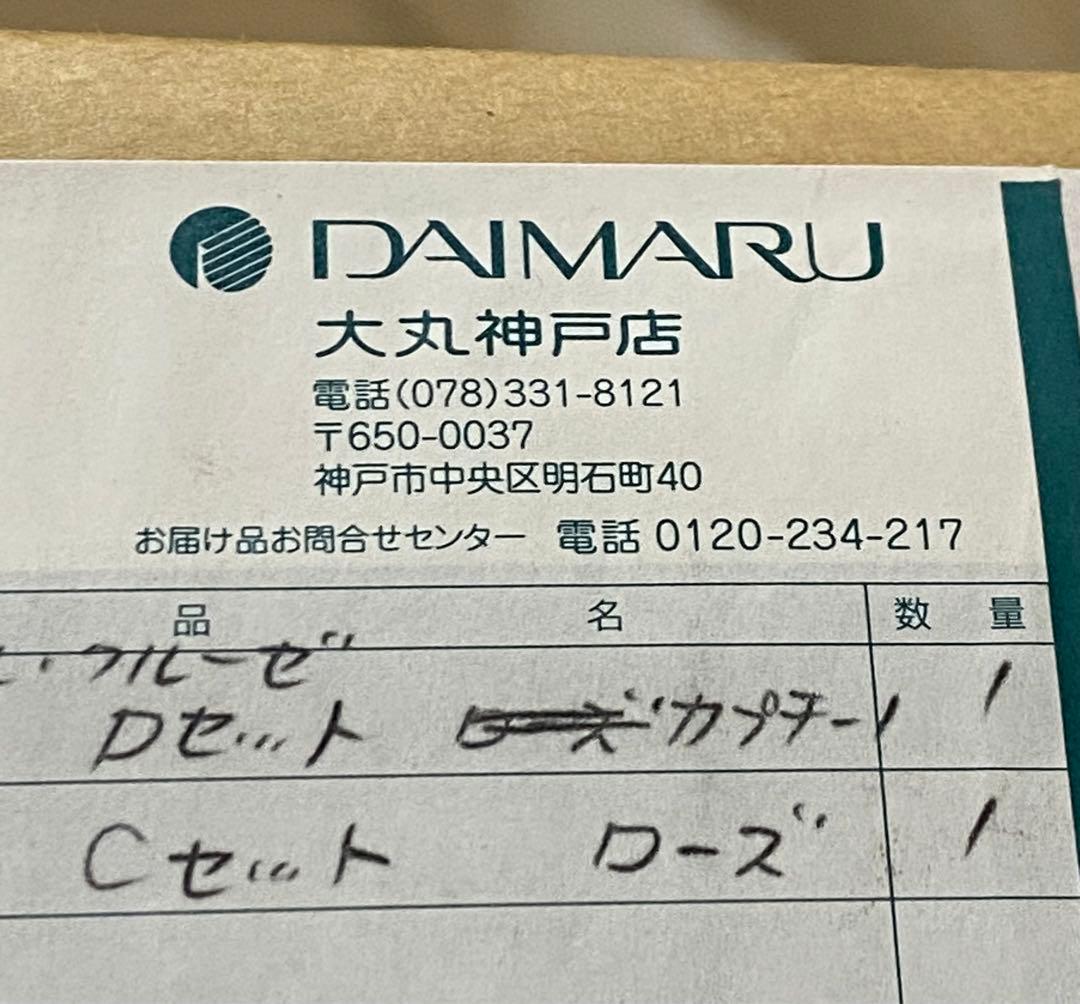 DAIMARU
大丸神戸店
電話(078)331-8121
〒650-0037
神戸市中央区明石町40
お届け品お問合せセンター 電話 0120-234-217
品 名 数 量
ル・クルーゼ
Dセット カプチーノ 1
Cセット ローズ 1